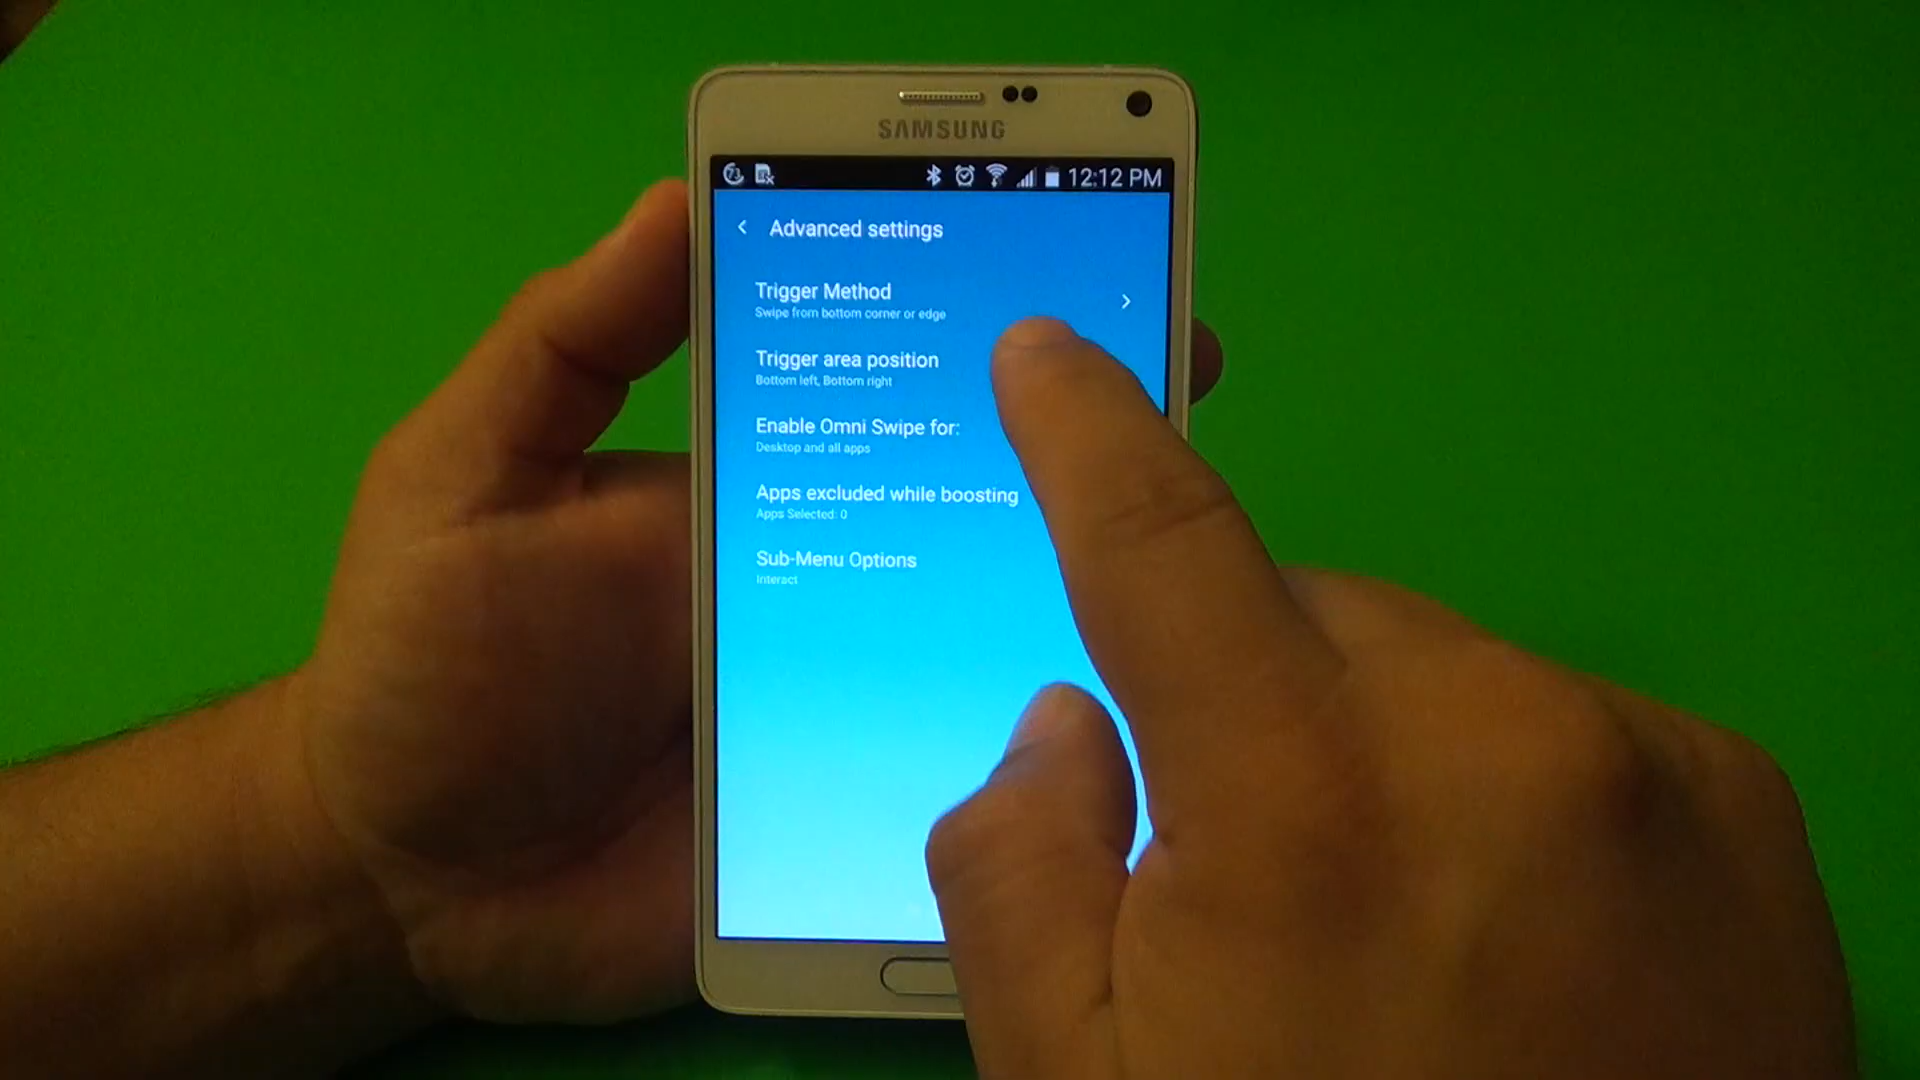 SAMSUNG
73
12:12 PM
Advanced settings
Trigger Method
Swipe from bottom corner or edge
Trigger area position
Bottom left, Bottom right
Enable Omni Swipe for:
Desktop and all apps
Apps excluded while boosting
Apps Selected: 0
Sub-Menu Options
Interact